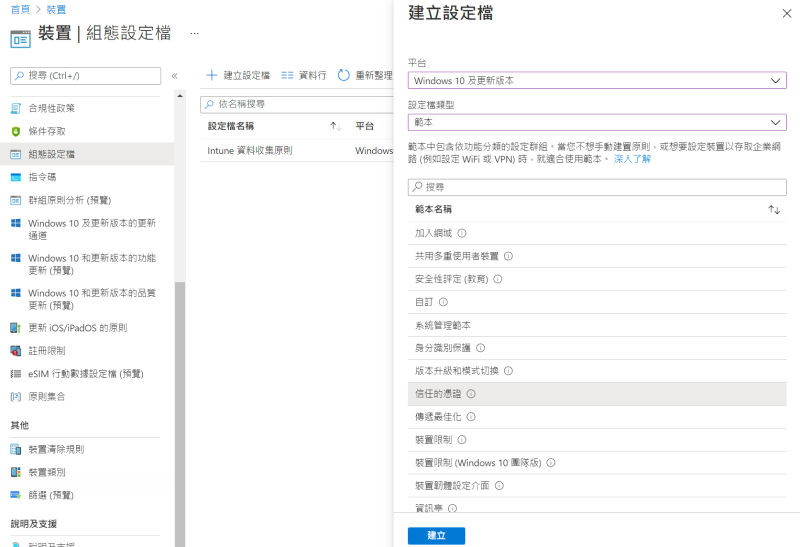 首頁 > 裝置
裝置 | 組態設定檔 ...
搜尋 (Ctrl+/)
«
合規性政策
條件存取
組態設定檔
指令碼
群組原則分析 (預覽)
Windows 10 及更新版本的更新
通道
Windows 10 和更新版本的功能
更新 (預覽)
Windows 10 和更新版本的品質
更新 (預覽)
更新 iOS/iPadOS 的原則
註冊限制
eSIM 行動數據設定檔 (預覽)
原則集合
其他
裝置清除規則
裝置類別
篩選 (預覽)
說明及支援
說明及支援
建立設定檔
資料行
重新整理
依名稱搜尋
設定檔名稱
平台
Intune 資料收集原則
Windows
建立設定檔
平台
Windows 10 及更新版本
設定檔類型
範本
範本中包含依功能分類的設定群組。當您不想手動建置原則，或想要設定裝置以存取企業網
路 (例如設定 WiFi 或 VPN) 時，就適合使用範本。 深入了解
搜尋
範本名稱
加入網域
共用多重使用者裝置
安全性評定 (教育)
自訂
系統管理範本
身分識別保護
版本升級和模式切換
信任的憑證
傳遞最佳化
裝置限制
裝置限制 (Windows 10 團隊版)
裝置韌體設定介面
資訊亭
建立